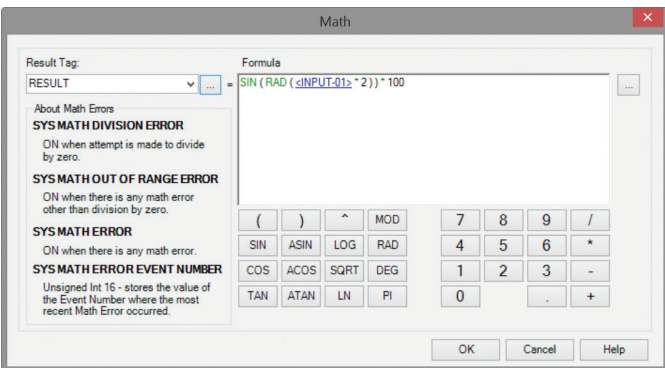 Math
×
Result Tag:
RESULT
...
=
Formula
SIN ( RAD ( <INPUT-01> * 2 ) ) * 100
...
About Math Errors
SYS MATH DIVISION ERROR
ON when attempt is made to divide
by zero.
SYS MATH OUT OF RANGE ERROR
ON when there is any math error
other than division by zero.
SYS MATH ERROR
ON when there is any math error.
SYS MATH ERROR EVENT NUMBER
Unsigned Int 16 - stores the value of
the Event Number where the most
recent Math Error occurred.
( ) ^ MOD 7 8 9 /
SIN ASIN LOG RAD 4 5 6 *
COS ACOS SQRT DEG 1 2 3 -
TAN ATAN LN PI 0 . +
OK Cancel Help